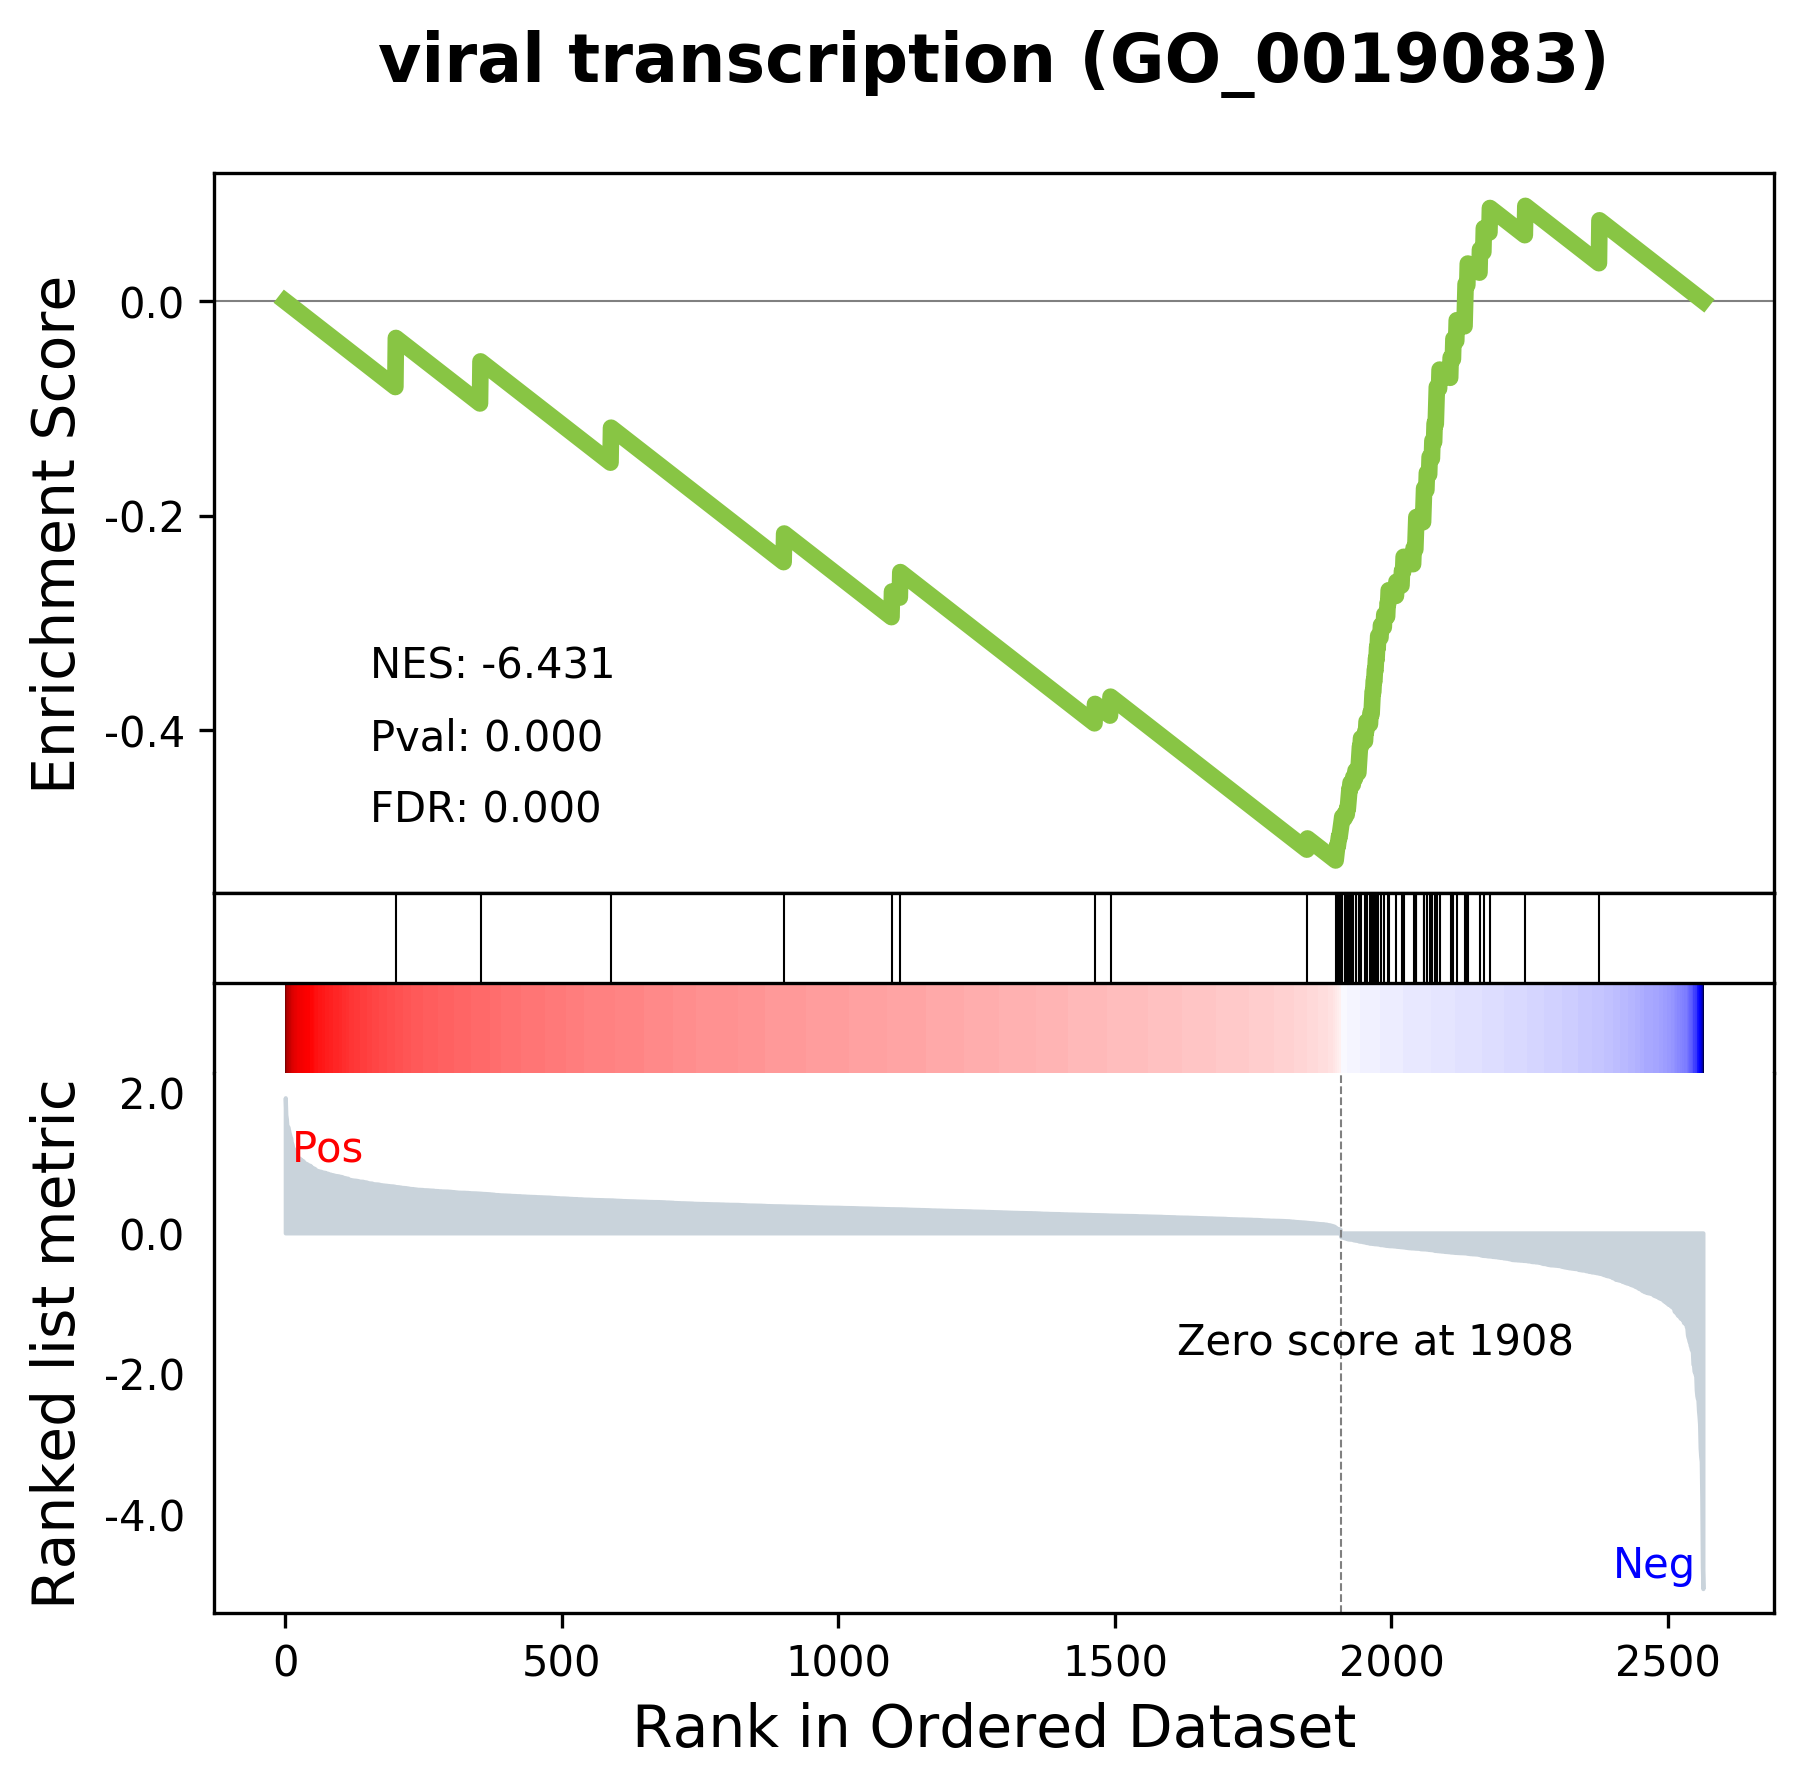 viral transcription (GO_0019083)
Enrichment Score
0.0
-0.2
-0.4
NES: -6.431
Pval: 0.000
FDR: 0.000
Ranked list metric
2.0
0.0
-2.0
-4.0
Pos
Zero score at 1908
Neg
0 500 1000 1500 2000 2500
Rank in Ordered Dataset